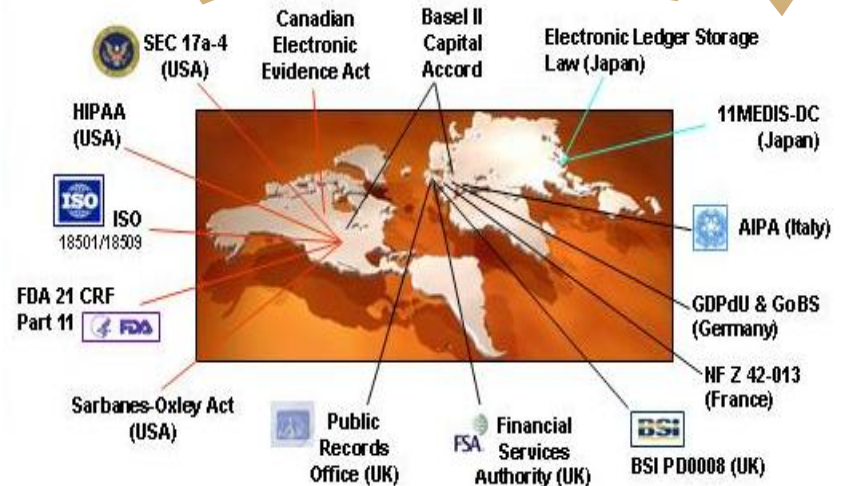 SEC 17a-4
(USA)
Canadian
Electronic
Evidence Act
Basel II
Capital
Accord
Electronic Ledger Storage
Law (Japan)
HIPAA
(USA)
11MEDIS-DC
(Japan)
ISO
ISO
18501/18509
AIPA (Italy)
FDA 21 CRF
Part 11
FDA
GDPdU & GoBS
(Germany)
NF Z 42-013
(France)
Sarbanes-Oxley Act
(USA)
Public
Records
Office (UK)
FSA
Financial
Services
Authority (UK)
BSI
BSI PD0008 (UK)